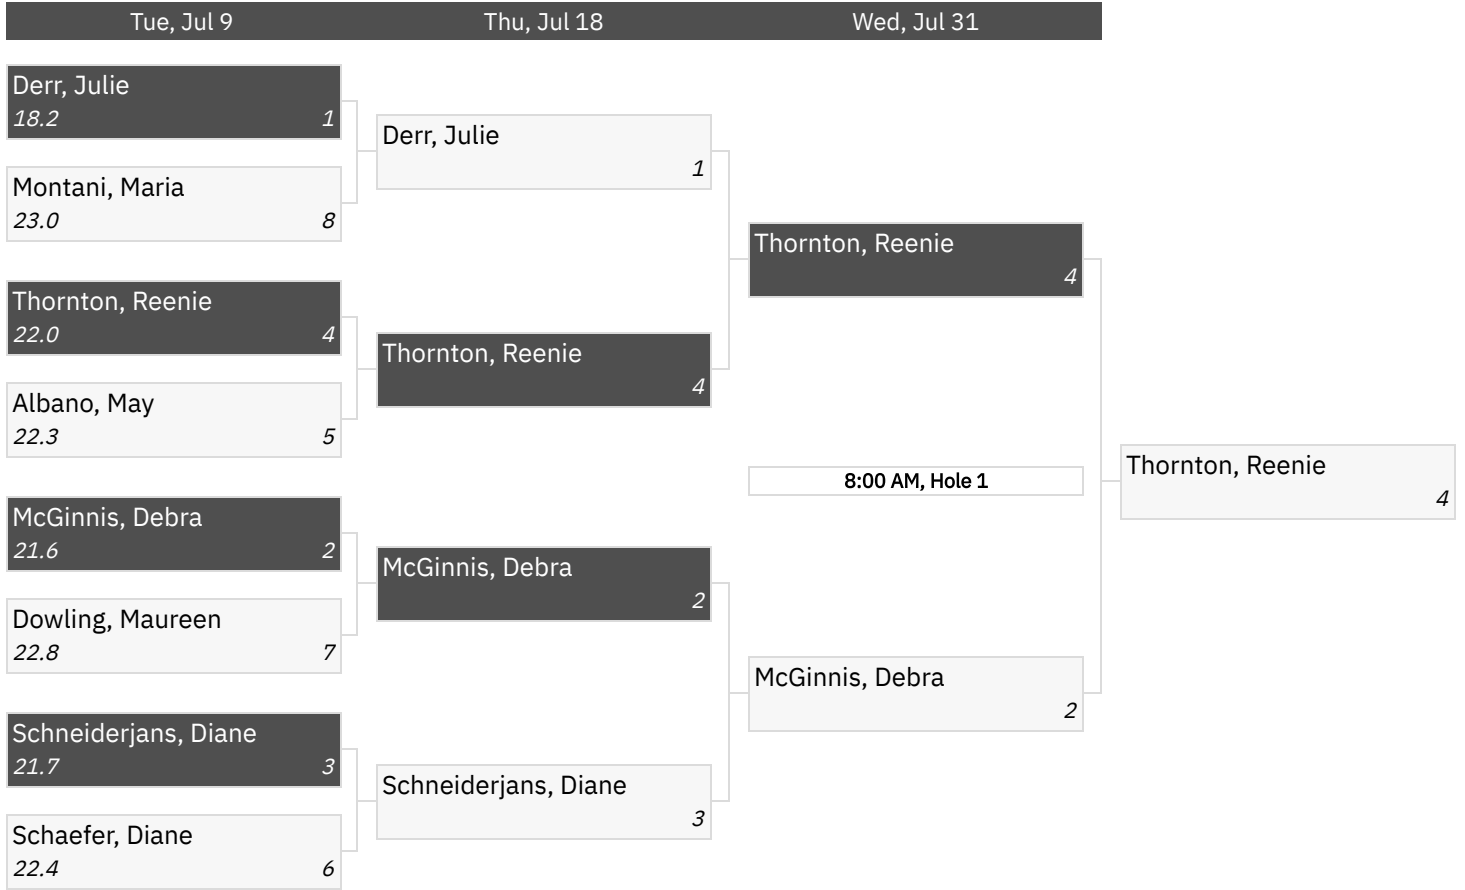 Tue, Jul 9
Thu, Jul 18
Wed, Jul 31
Derr, Julie
18.2 1
Montani, Maria
23.0 8
Thornton, Reenie
22.0 4
Albano, May
22.3 5
McGinnis, Debra
21.6 2
Dowling, Maureen
22.8 7
Schneiderjans, Diane
21.7 3
Schaefer, Diane
22.4 6
Derr, Julie
1
Thornton, Reenie
4
McGinnis, Debra
2
Schneiderjans, Diane
3
Thornton, Reenie
4
8:00 AM, Hole 1
McGinnis, Debra
2
Thornton, Reenie
4